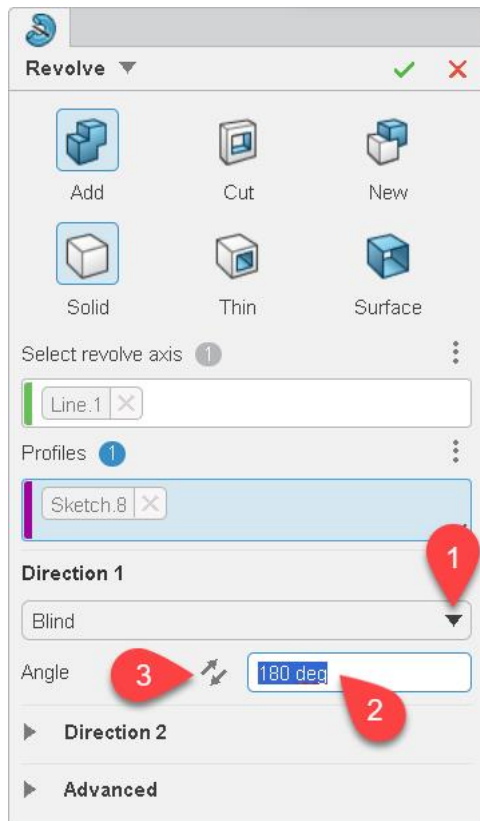 Revolve
Add Cut New
Solid Thin Surface
Select revolve axis 1
Line.1
Profiles 1
Sketch.8
1
Direction 1
Blind
Angle 3 180 deg
2
Direction 2
Advanced